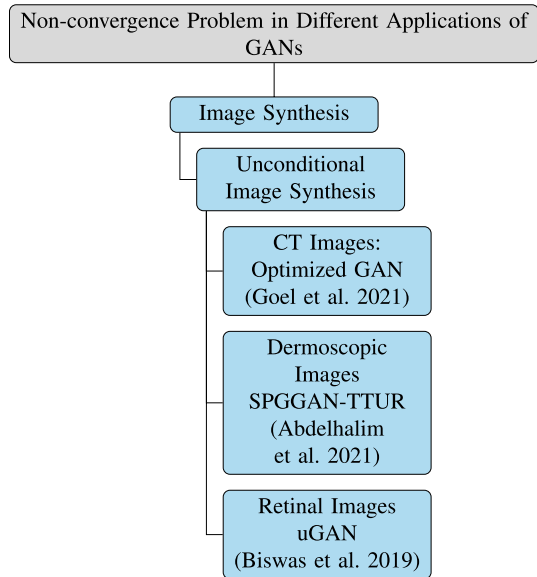 Non-convergence Problem in Different Applications of
GANs
Image Synthesis
Unconditional
Image Synthesis
CT Images:
Optimized GAN
(Goel et al. 2021)
Dermoscopic
Images
SPGGAN-TTUR
(Abdelhalim
et al. 2021)
Retinal Images
uGAN
(Biswas et al. 2019)